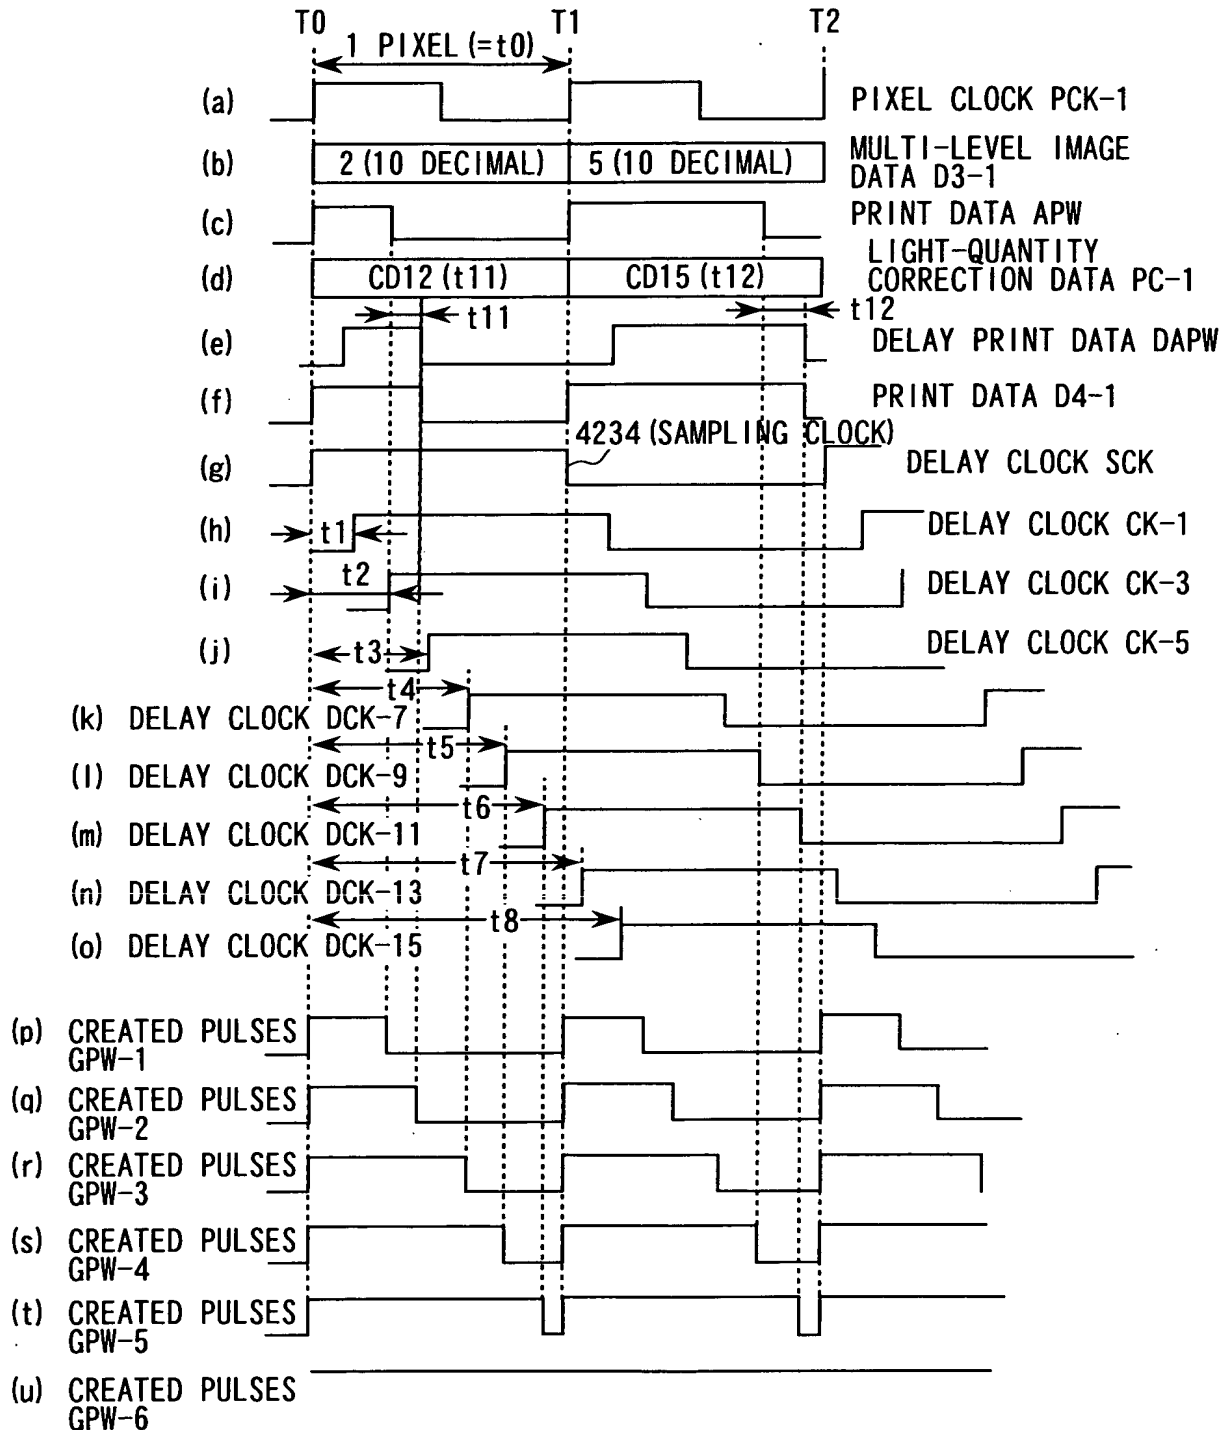 T0 T1 T2
1 PIXEL (=t0)
(a) PIXEL CLOCK PCK-1
(b) 2 (10 DECIMAL) 5 (10 DECIMAL) MULTI-LEVEL IMAGE
DATA D3-1
(c) PRINT DATA APW
(d) CD12 (t11) CD15 (t12) LIGHT-QUANTITY
CORRECTION DATA PC-1
t11 t12
(e) DELAY PRINT DATA DAPW
(f) PRINT DATA D4-1
4234 (SAMPLING CLOCK)
(g) DELAY CLOCK SCK
(h) t1 DELAY CLOCK CK-1
(i) t2 DELAY CLOCK CK-3
(j) t3 DELAY CLOCK CK-5
t4
(k) DELAY CLOCK DCK-7
t5
(l) DELAY CLOCK DCK-9
t6
(m) DELAY CLOCK DCK-11
t7
(n) DELAY CLOCK DCK-13
t8
(o) DELAY CLOCK DCK-15
(p) CREATED PULSES
GPW-1
(q) CREATED PULSES
GPW-2
(r) CREATED PULSES
GPW-3
(s) CREATED PULSES
GPW-4
(t) CREATED PULSES
GPW-5
(u) CREATED PULSES
GPW-6